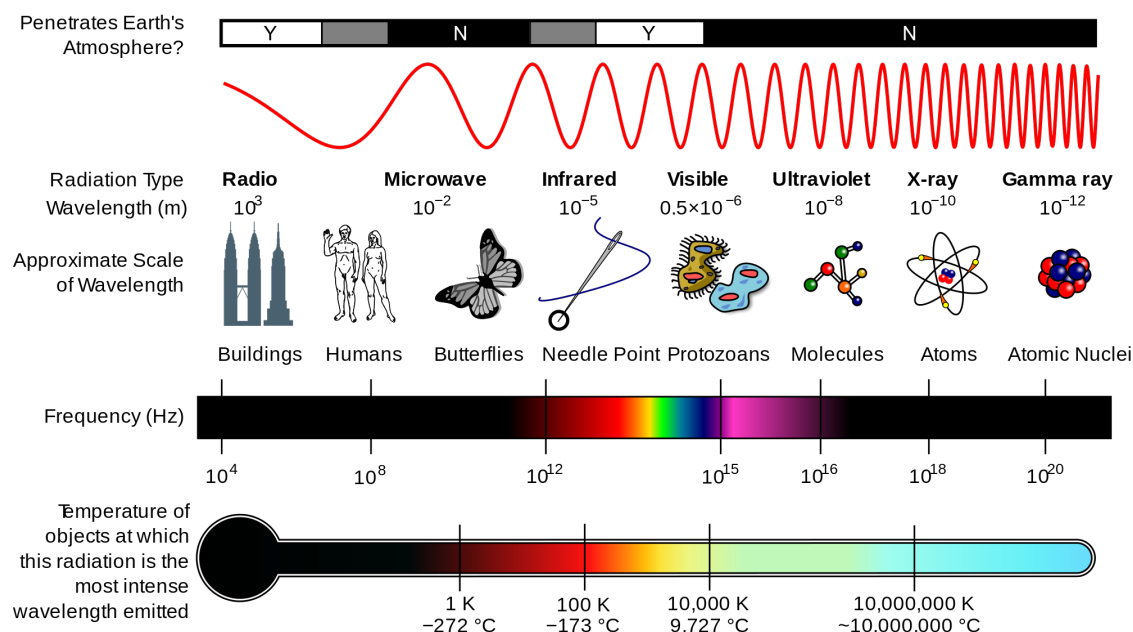 Penetrates Earth's
Atmosphere?
Y N Y N
Radiation Type
Radio Microwave Infrared Visible Ultraviolet X-ray Gamma ray
Wavelength (m)
10³ 10⁻² 10⁻⁵ 0.5×10⁻⁶ 10⁻⁸ 10⁻¹⁰ 10⁻¹²
Approximate Scale
of Wavelength
Buildings Humans Butterflies Needle Point Protozoans Molecules Atoms Atomic Nuclei
Frequency (Hz)
10⁴ 10⁸ 10¹² 10¹⁵ 10¹⁶ 10¹⁸ 10²⁰
Temperature of
objects at which
this radiation is the
most intense
wavelength emitted
1 K 100 K 10,000 K 10,000,000 K
−272 °C −173 °C 9,727 °C ~10,000,000 °C